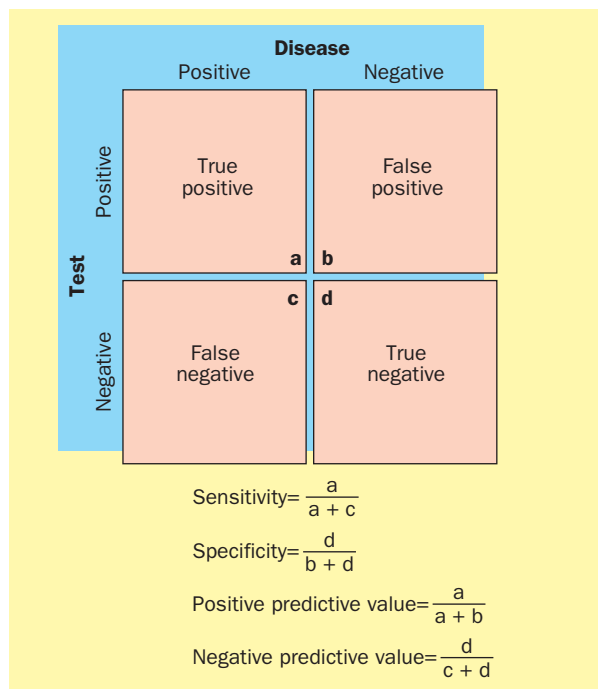 Disease
Positive Negative
Test
Positive
True
positive
a
False
positive
b
Negative
c
False
negative
d
True
negative
Sensitivity= a / a + c
Specificity= d / b + d
Positive predictive value= a / a + b
Negative predictive value= d / c + d